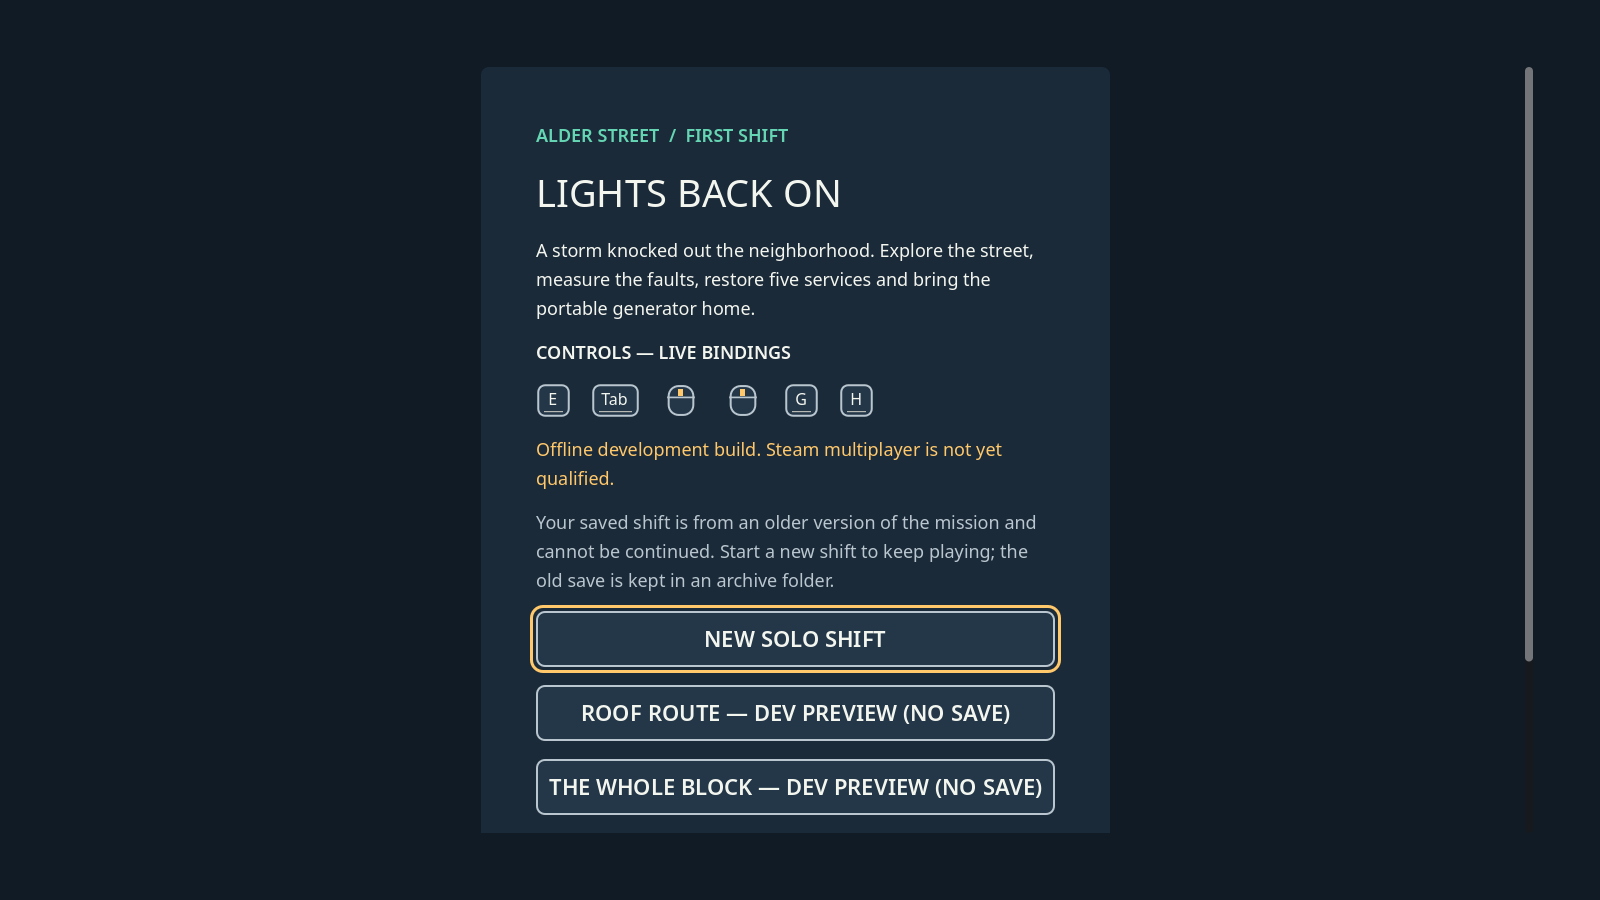 ALDER STREET / FIRST SHIFT
LIGHTS BACK ON
A storm knocked out the neighborhood. Explore the street,
measure the faults, restore five services and bring the
portable generator home.
CONTROLS — LIVE BINDINGS
E Tab G H
Offline development build. Steam multiplayer is not yet
qualified.
Your saved shift is from an older version of the mission and
cannot be continued. Start a new shift to keep playing; the
old save is kept in an archive folder.
NEW SOLO SHIFT
ROOF ROUTE — DEV PREVIEW (NO SAVE)
THE WHOLE BLOCK — DEV PREVIEW (NO SAVE)